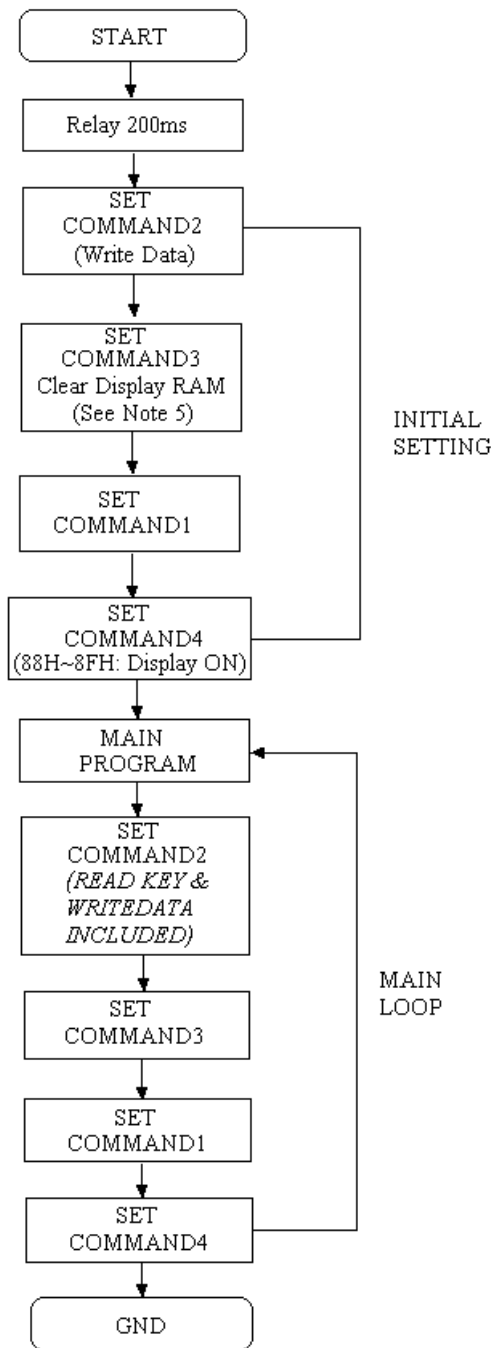 START
Relay 200ms
SET
COMMAND2
(Write Data)
SET
COMMAND3
Clear Display RAM
(See Note 5)
INITIAL
SETTING
SET
COMMAND1
SET
COMMAND4
(88H~8FH: Display ON)
MAIN
PROGRAM
SET
COMMAND2
(READ KEY &
WRITEDATA
INCLUDED)
MAIN
LOOP
SET
COMMAND3
SET
COMMAND1
SET
COMMAND4
GND